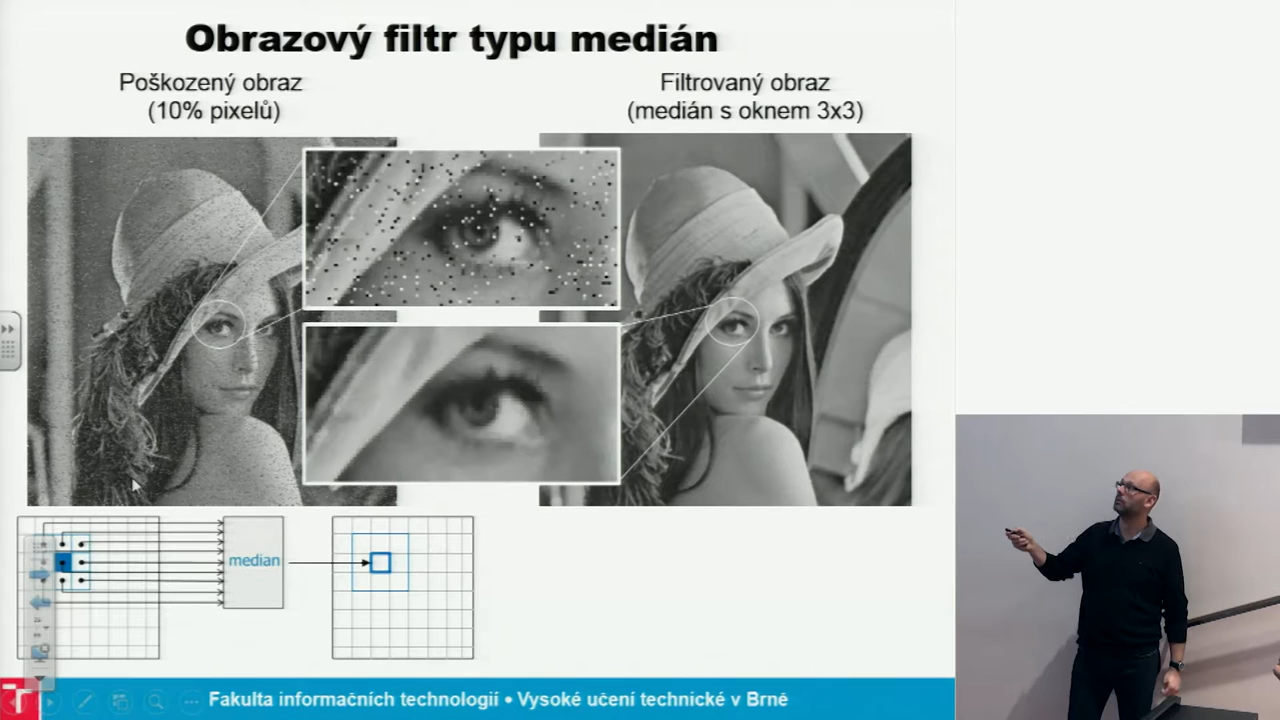 Obrazový filtr typu medián
Poškozený obraz
(10% pixelů)
Filtrovaný obraz
(medián s oknem 3x3)
median
Fakulta informačních technologií • Vysoké učení technické v Brně